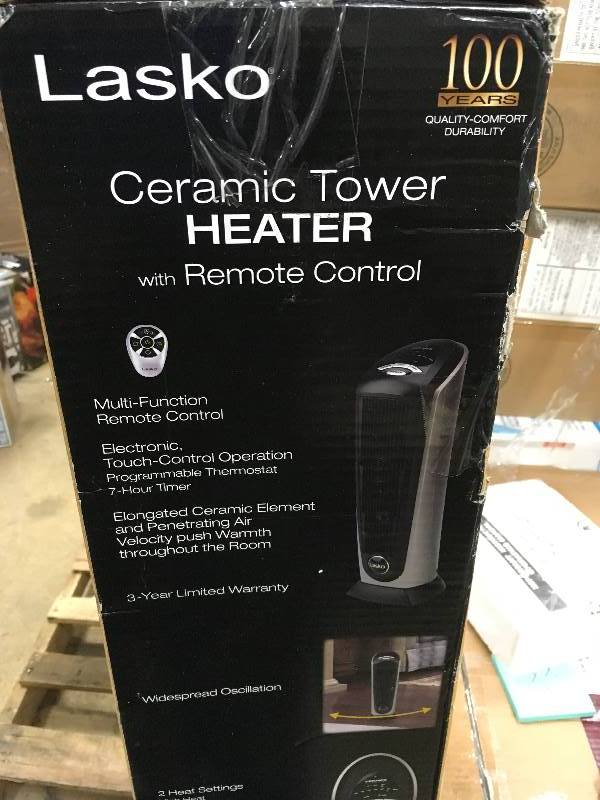 Lasko
100
YEARS
QUALITY-COMFORT
DURABILITY
Ceramic Tower
HEATER
with Remote Control
Multi-Function
Remote Control
Electronic,
Touch-Control Operation
Programmable Thermostat
7-Hour Timer
Elongated Ceramic Element
and Penetrating Air
Velocity push Warmth
throughout the Room
Lasko
3-Year Limited Warranty
Widespread Oscillation
2 Heat Settings